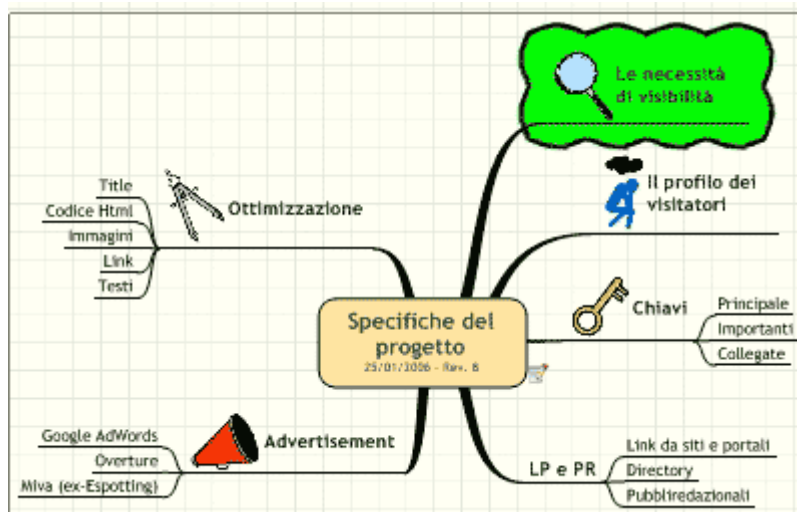 Le necessità
di visibilità
Il profilo dei
visitatori
Title
Codice Html
Immagini
Link
Testi
Ottimizzazione
Specifiche del
progetto
25/01/2006 - Rev. 8
Chiavi
Principale
Importanti
Collegate
Google AdWords
Overture
Miva (ex-Espotting)
Advertisement
LP e PR
Link da siti e portali
Directory
Pubbliredazionali